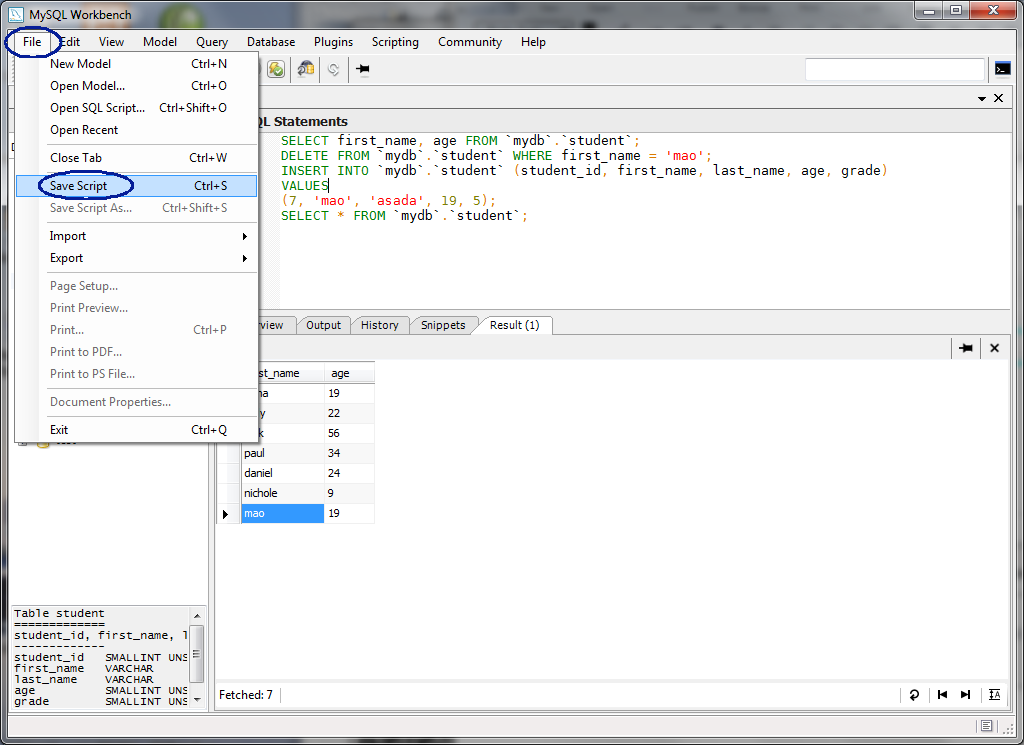 MySQL Workbench
File Edit View Model Query Database Plugins Scripting Community Help
New Model Ctrl+N
Open Model... Ctrl+O
Open SQL Script... Ctrl+Shift+O
Open Recent
Close Tab Ctrl+W
Save Script Ctrl+S
Save Script As... Ctrl+Shift+S
Import
Export
Page Setup...
Print Preview...
Print... Ctrl+P
Print to PDF...
Print to PS File...
Document Properties...
Exit Ctrl+Q
QL Statements
SELECT first_name, age FROM `mydb`.`student`;
DELETE FROM `mydb`.`student` WHERE first_name = 'mao';
INSERT INTO `mydb`.`student` (student_id, first_name, last_name, age, grade)
VALUES
(7, 'mao', 'asada', 19, 5);
SELECT * FROM `mydb`.`student`;
view Output History Snippets Result (1)
st_name age
19
22
56
paul 34
daniel 24
nichole 9
mao 19
Table student
=============
student_id, first_name, l
-------------
student_id SMALLINT UNS
first_name VARCHAR
last_name VARCHAR
age SMALLINT UNS
grade SMALLINT UNS
Fetched: 7